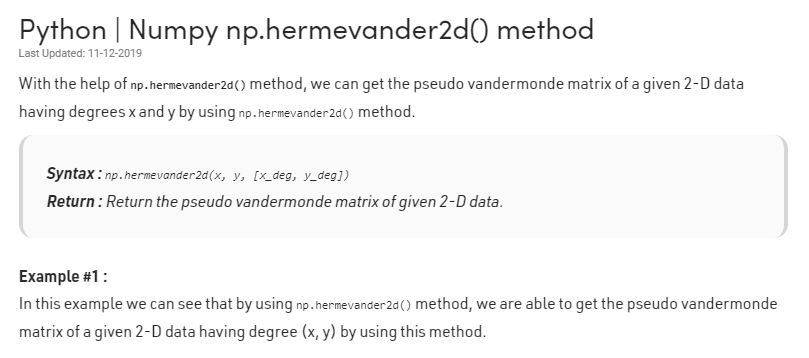 Python | Numpy np.hermevander2d() method
Last Updated: 11-12-2019
With the help of np.hermevander2d() method, we can get the pseudo vandermonde matrix of a given 2-D data
having degrees x and y by using np.hermevander2d() method.
Syntax : np.hermevander2d(x, y, [x_deg, y_deg])
Return : Return the pseudo vandermonde matrix of given 2-D data.
Example #1 :
In this example we can see that by using np.hermevander2d() method, we are able to get the pseudo vandermonde
matrix of a given 2-D data having degree (x, y) by using this method.